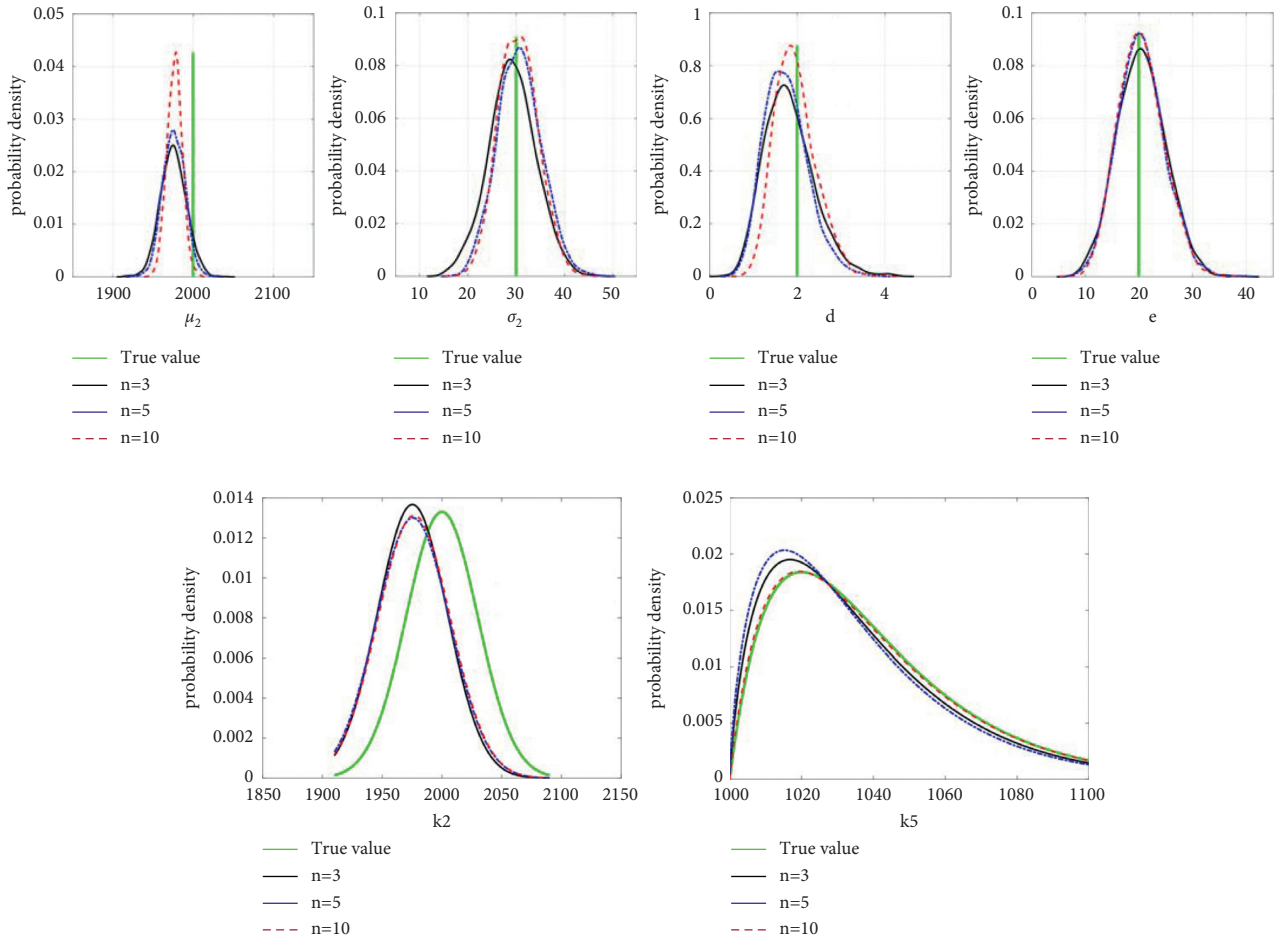 0.05
0.04
0.03
0.02
0.01
0
probability density
1900 2000 2100
μ2
True value
n=3
n=5
n=10
0.1
0.08
0.06
0.04
0.02
0
probability density
10 20 30 40 50
σ2
True value
n=3
n=5
n=10
1
0.8
0.6
0.4
0.2
0
probability density
0 2 4
d
True value
n=3
n=5
n=10
0.1
0.08
0.06
0.04
0.02
0
probability density
0 10 20 30 40
e
True value
n=3
n=5
n=10
0.014
0.012
0.01
0.008
0.006
0.004
0.002
0
probability density
1850 1900 1950 2000 2050 2100 2150
k2
True value
n=3
n=5
n=10
0.025
0.02
0.015
0.01
0.005
0
probability density
1000 1020 1040 1060 1080 1100
k5
True value
n=3
n=5
n=10